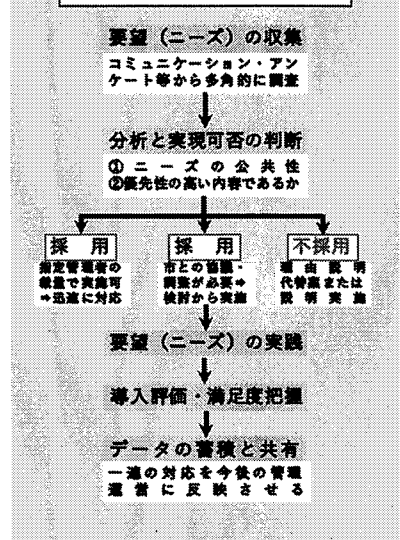 要望（ニーズ）の収集
コミュニケーション・アン
ケート等から多角的に調査
分析と実現可否の判断
①ニーズの公共性
②優先性の高い内容であるか
採用
指定管理者の
裁量で実施可
⇒迅速に対応
採用
市との協議・
調整が必要⇒
検討から実施
不採用
理由説明
代替案または
説明実施
要望（ニーズ）の実践
導入評価・満足度把握
データの蓄積と共有
一連の対応を今後の管理
運営に反映させる